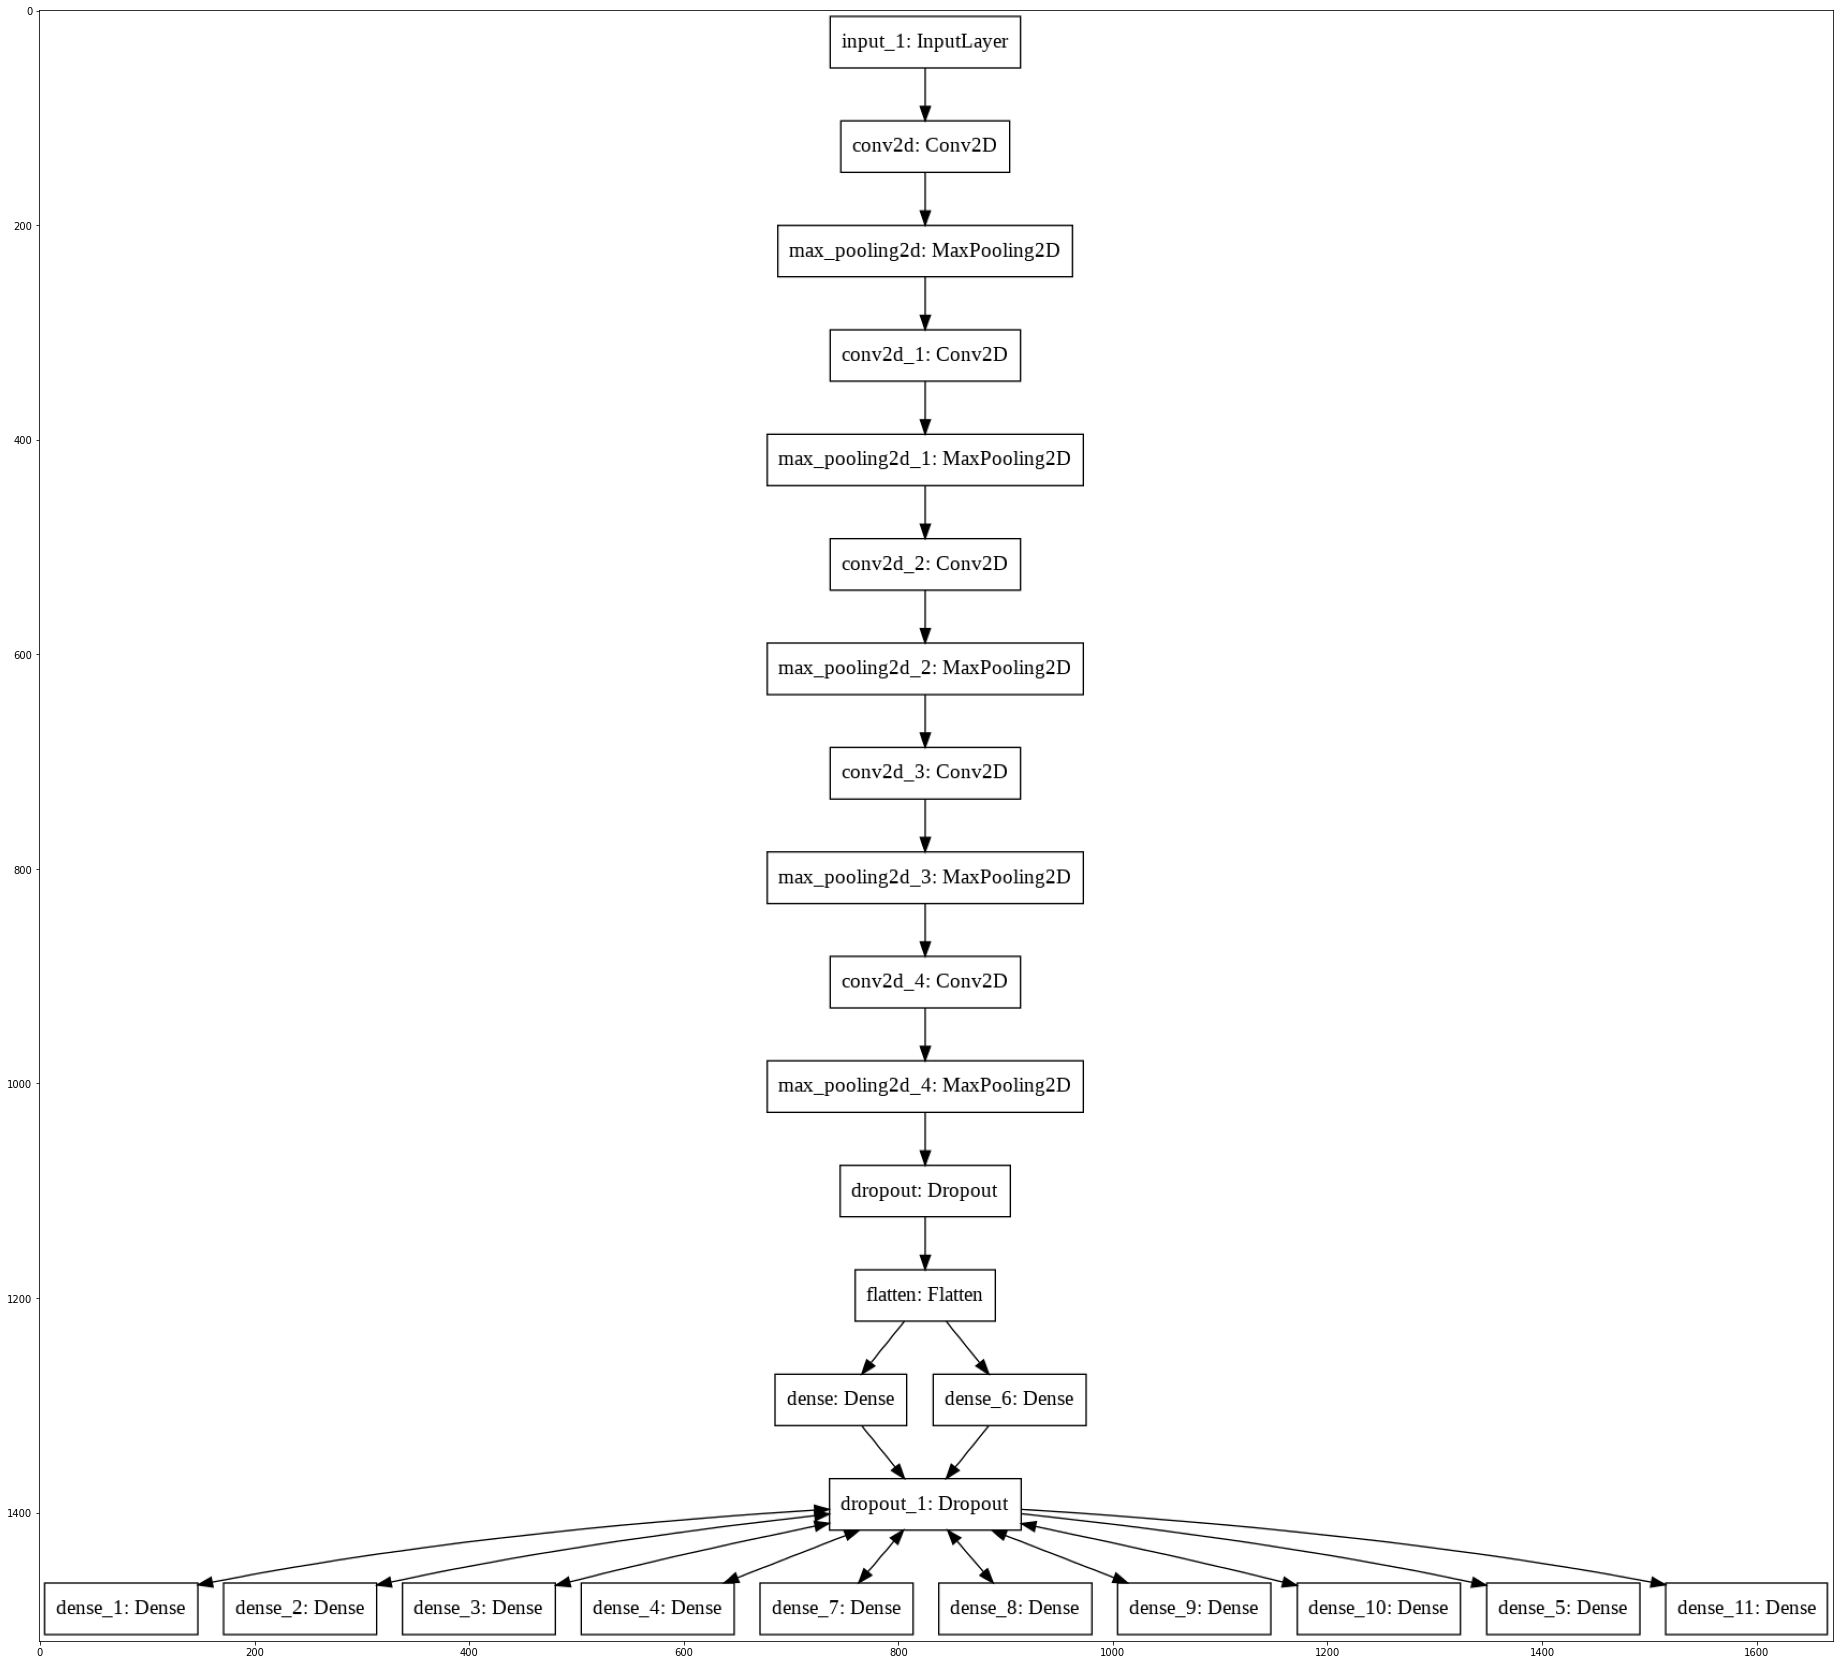 0
input_1: InputLayer
conv2d: Conv2D
200
max_pooling2d: MaxPooling2D
conv2d_1: Conv2D
400
max_pooling2d_1: MaxPooling2D
conv2d_2: Conv2D
600
max_pooling2d_2: MaxPooling2D
conv2d_3: Conv2D
800
max_pooling2d_3: MaxPooling2D
conv2d_4: Conv2D
1000
max_pooling2d_4: MaxPooling2D
dropout: Dropout
1200
flatten: Flatten
dense: Dense
dense_6: Dense
1400
dropout_1: Dropout
dense_1: Dense
dense_2: Dense
dense_3: Dense
dense_4: Dense
dense_7: Dense
dense_8: Dense
dense_9: Dense
dense_10: Dense
dense_5: Dense
dense_11: Dense
0 200 400 600 800 1000 1200 1400 1600